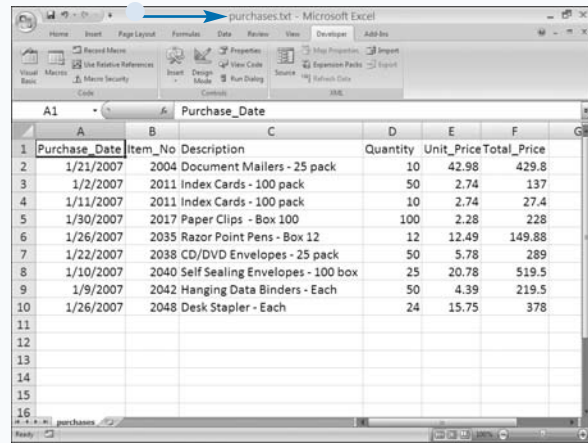 purchases.txt - Microsoft Excel
Home Insert Page Layout Formulas Data Review View Developer Add-Ins
Visual Basic
Macros
Record Macro
Use Relative References
Macro Security
Code
Insert
Design Mode
Properties
View Code
Run Dialog
Controls
Source
Map Properties
Expansion Packs
Refresh Data
Import
Export
XML
A1 fx Purchase_Date
A B C D E F G
1 Purchase_Date Item_No Description Quantity Unit_Price Total_Price
2 1/21/2007 2004 Document Mailers - 25 pack 10 42.98 429.8
3 1/2/2007 2011 Index Cards - 100 pack 50 2.74 137
4 1/11/2007 2011 Index Cards - 100 pack 10 2.74 27.4
5 1/30/2007 2017 Paper Clips - Box 100 100 2.28 228
6 1/26/2007 2035 Razor Point Pens - Box 12 12 12.49 149.88
7 1/22/2007 2038 CD/DVD Envelopes - 25 pack 50 5.78 289
8 1/10/2007 2040 Self Sealing Envelopes - 100 box 25 20.78 519.5
9 1/9/2007 2042 Hanging Data Binders - Each 50 4.39 219.5
10 1/26/2007 2048 Desk Stapler - Each 24 15.75 378
11
12
13
14
15
16
purchases
Ready 100%